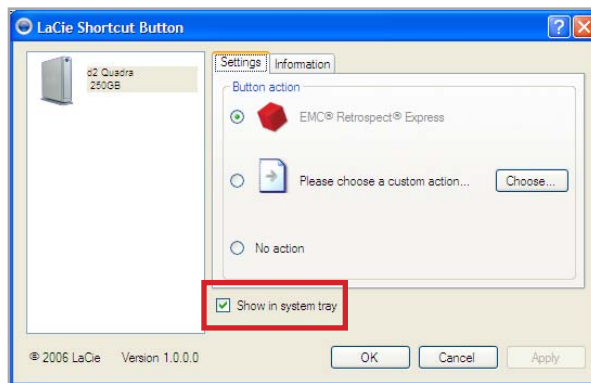 LaCie Shortcut Button
d2 Quadra
250GB
Settings
Information
Button action
EMC® Retrospect® Express
Please choose a custom action...
Choose...
No action
Show in system tray
© 2006 LaCie
Version 1.0.0.0
OK
Cancel
Apply